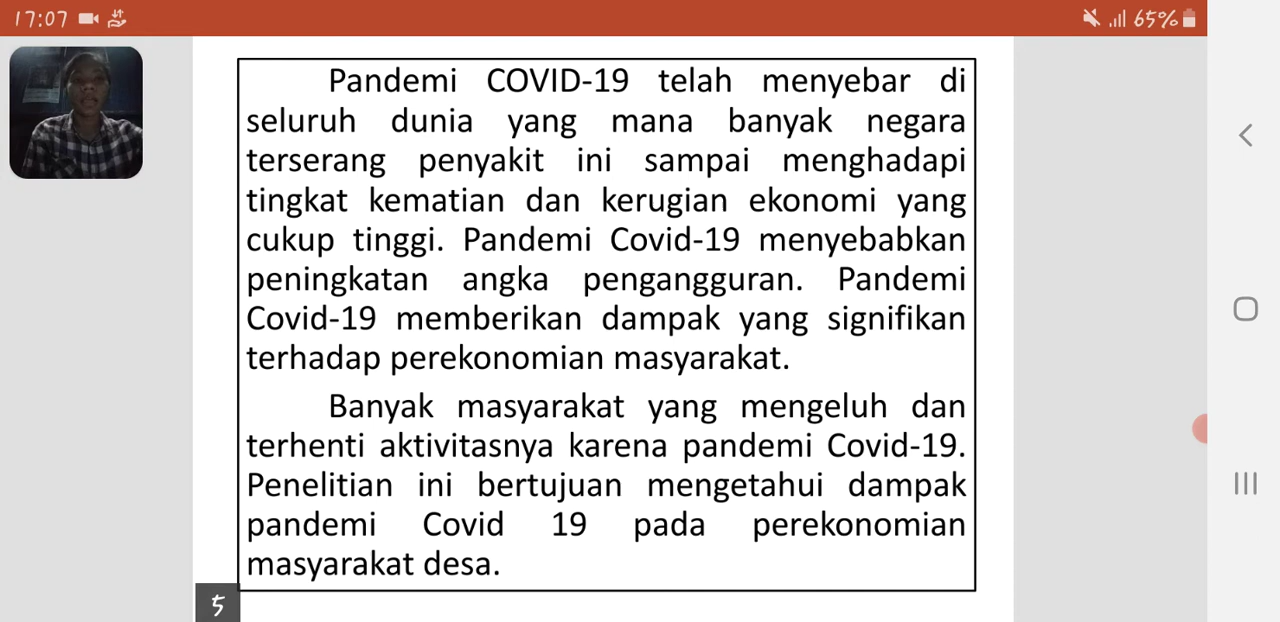 17:07 65%
Pandemi COVID-19 telah menyebar di
seluruh dunia yang mana banyak negara
terserang penyakit ini sampai menghadapi
tingkat kematian dan kerugian ekonomi yang
cukup tinggi. Pandemi Covid-19 menyebabkan
peningkatan angka pengangguran. Pandemi
Covid-19 memberikan dampak yang signifikan
terhadap perekonomian masyarakat.
Banyak masyarakat yang mengeluh dan
terhenti aktivitasnya karena pandemi Covid-19.
Penelitian ini bertujuan mengetahui dampak
pandemi Covid 19 pada perekonomian
masyarakat desa.
5